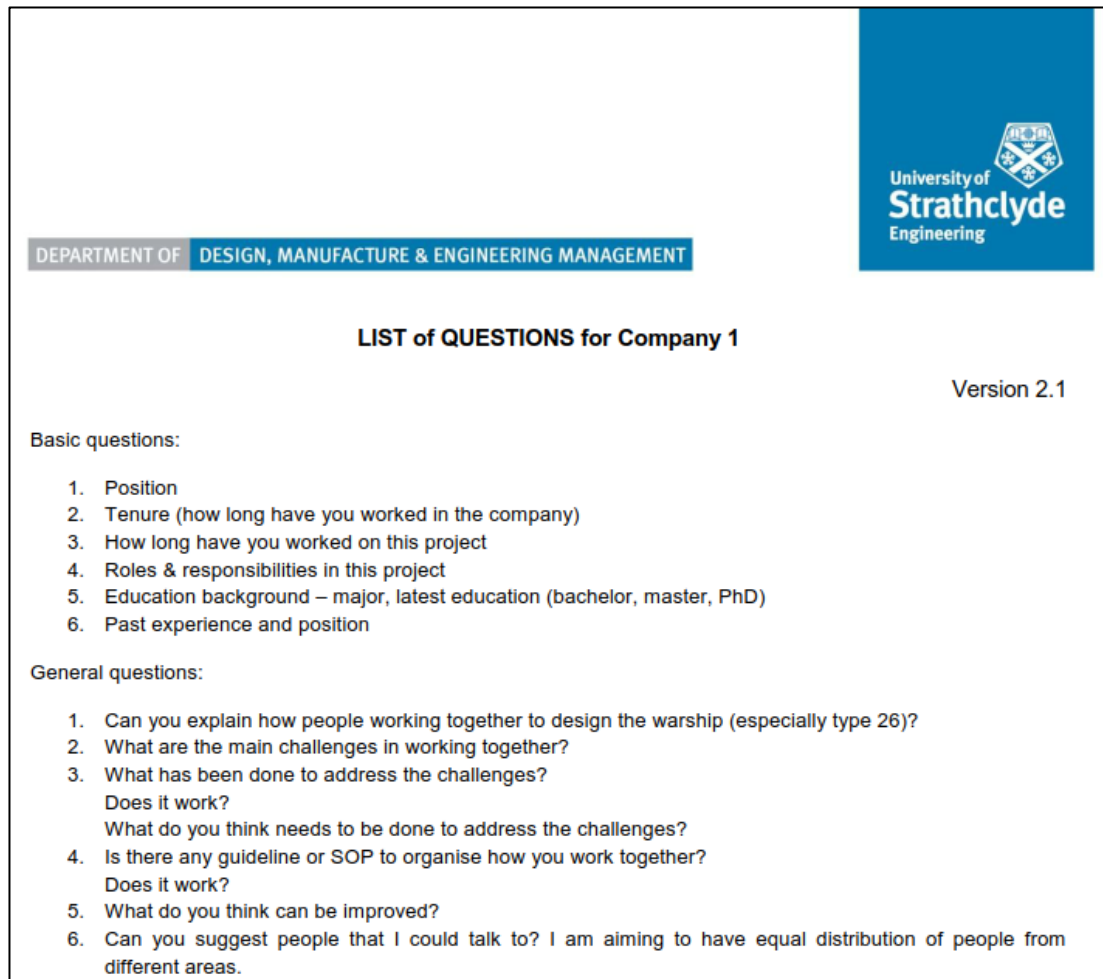 University of
Strathclyde
Engineering
DEPARTMENT OF DESIGN, MANUFACTURE & ENGINEERING MANAGEMENT
LIST of QUESTIONS for Company 1
Version 2.1
Basic questions:
1. Position
2. Tenure (how long have you worked in the company)
3. How long have you worked on this project
4. Roles & responsibilities in this project
5. Education background – major, latest education (bachelor, master, PhD)
6. Past experience and position
General questions:
1. Can you explain how people working together to design the warship (especially type 26)?
2. What are the main challenges in working together?
3. What has been done to address the challenges?
Does it work?
What do you think needs to be done to address the challenges?
4. Is there any guideline or SOP to organise how you work together?
Does it work?
5. What do you think can be improved?
6. Can you suggest people that I could talk to? I am aiming to have equal distribution of people from
different areas.